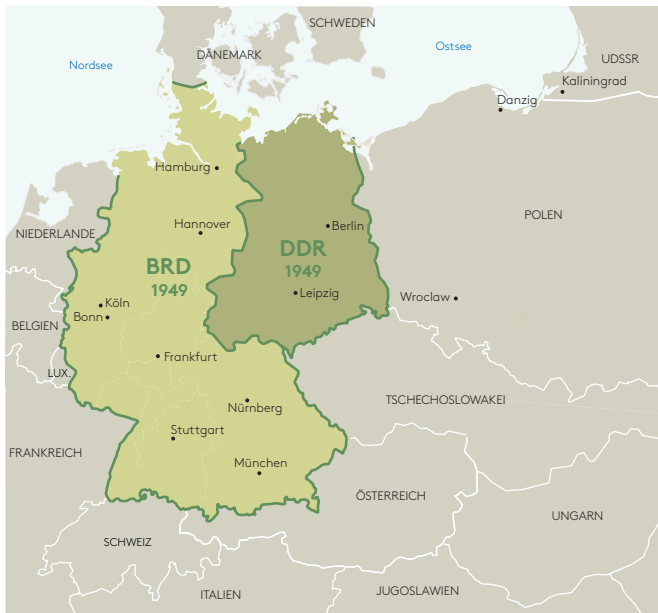 SCHWEDEN
Ostsee
DÄNEMARK
Nordsee
UDSSR
Kaliningrad
Danzig
Hamburg
POLEN
Hannover
Berlin
NIEDERLANDE
DDR
1949
BRD
1949
Leipzig
Wroclaw
Köln
Bonn
BELGIEN
Frankfurt
LUX.
TSCHECHOSLOWAKEI
Nürnberg
Stuttgart
FRANKREICH
München
ÖSTERREICH
UNGARN
SCHWEIZ
ITALIEN
JUGOSLAWIEN